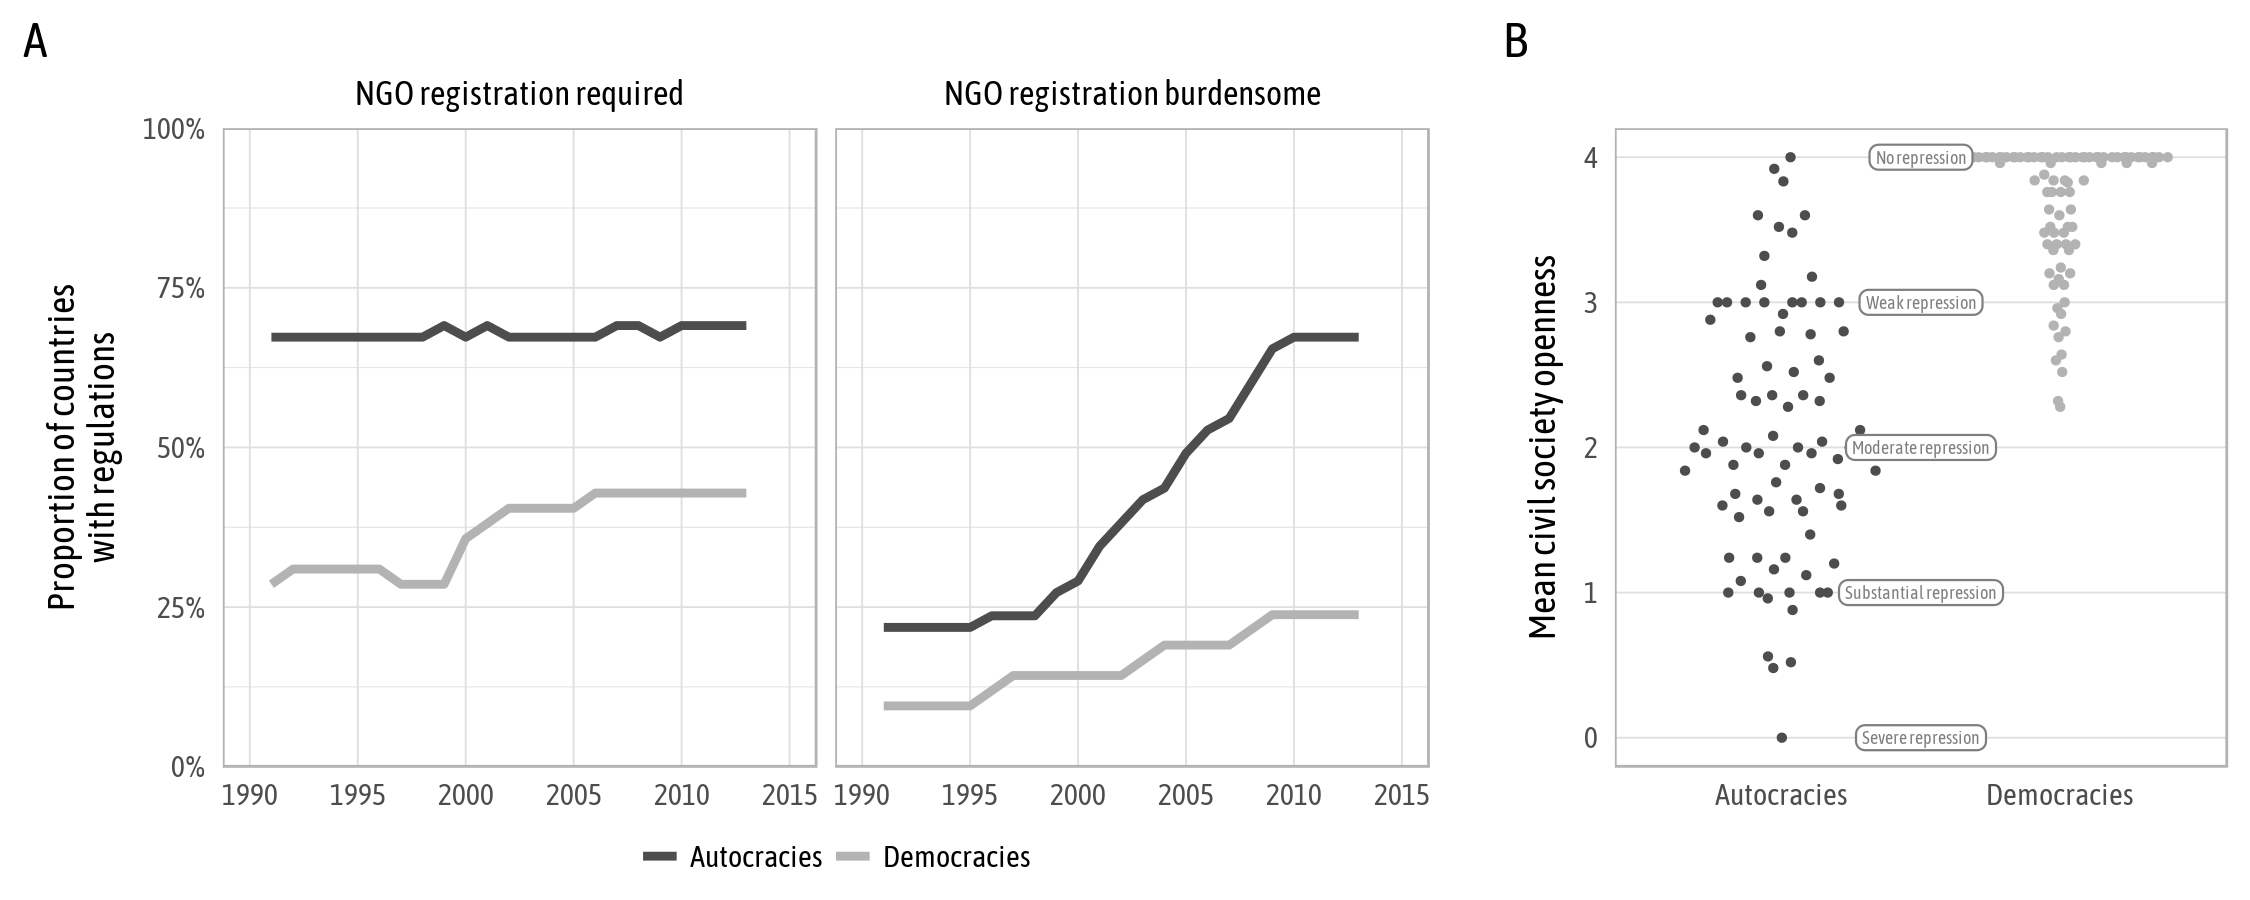 A
B
NGO registration required
NGO registration burdensome
Proportion of countries
with regulations
100%
75%
50%
25%
0%
1990 1995 2000 2005 2010 2015
1990 1995 2000 2005 2010 2015
Autocracies Democracies
Mean civil society openness
4
3
2
1
0
No repression
Weak repression
Moderate repression
Substantial repression
Severe repression
Autocracies Democracies